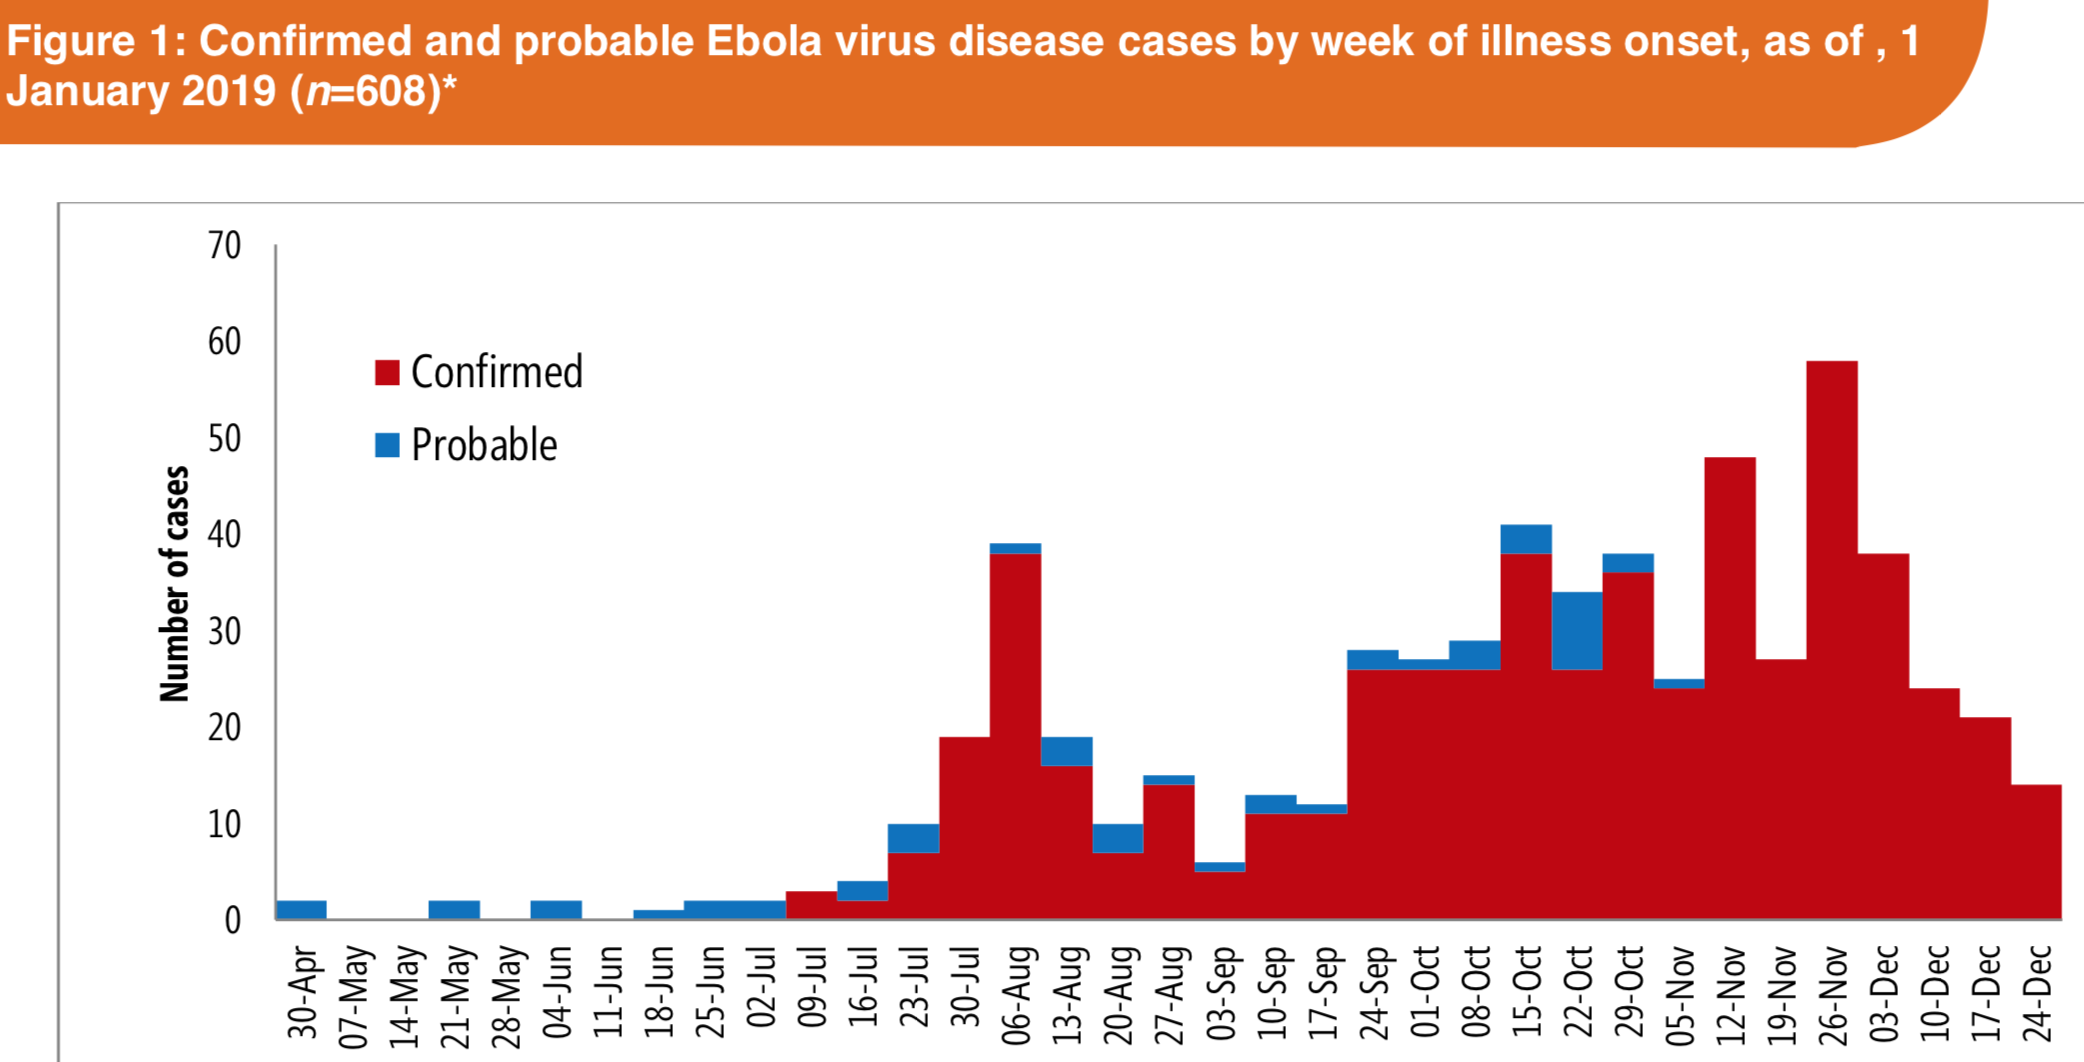 Figure 1: Confirmed and probable Ebola virus disease cases by week of illness onset, as of , 1
January 2019 (n=608)*
70
60
50
40
30
20
10
0
Number of cases
Confirmed
Probable
30-Apr
07-May
14-May
21-May
28-May
04-Jun
11-Jun
18-Jun
25-Jun
02-Jul
09-Jul
16-Jul
23-Jul
30-Jul
06-Aug
13-Aug
20-Aug
27-Aug
03-Sep
10-Sep
17-Sep
24-Sep
01-Oct
08-Oct
15-Oct
22-Oct
29-Oct
05-Nov
12-Nov
19-Nov
26-Nov
03-Dec
10-Dec
17-Dec
24-Dec